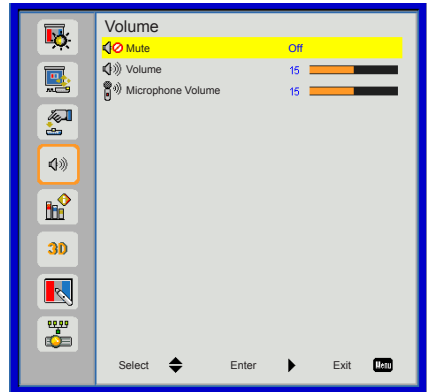 Volume
Mute Off
Volume 15
Microphone Volume 15
3D
Select Enter Exit Menu